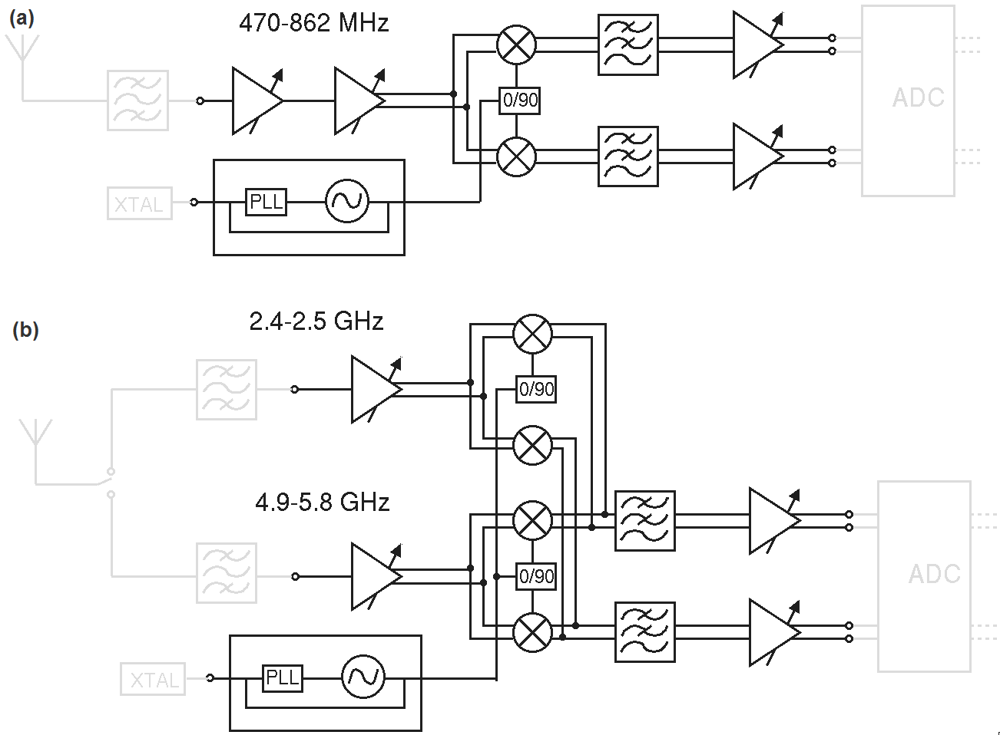 (a)
470-862 MHz
0/90
ADC
XTAL
PLL
(b)
2.4-2.5 GHz
0/90
4.9-5.8 GHz
0/90
ADC
XTAL
PLL